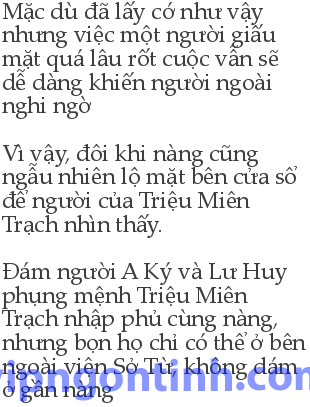 Mặc dù đã lấy cớ như vậy
nhưng việc một người giấu
mặt quá lâu rốt cuộc vẫn sẽ
dễ dàng khiến người ngoài
nghi ngờ
Vì vậy, đôi khi nàng cũng
ngẫu nhiên lộ mặt bên cửa sổ
để người của Triệu Miên
Trạch nhìn thấy.
Đám người A Ký và Lư Huy
phụng mệnh Triệu Miên
Trạch nhập phủ cùng nàng,
nhưng bọn họ chỉ có thể ở bên
ngoài viện Sở Từ, không dám
ở gần nàng
vipngontinh.com